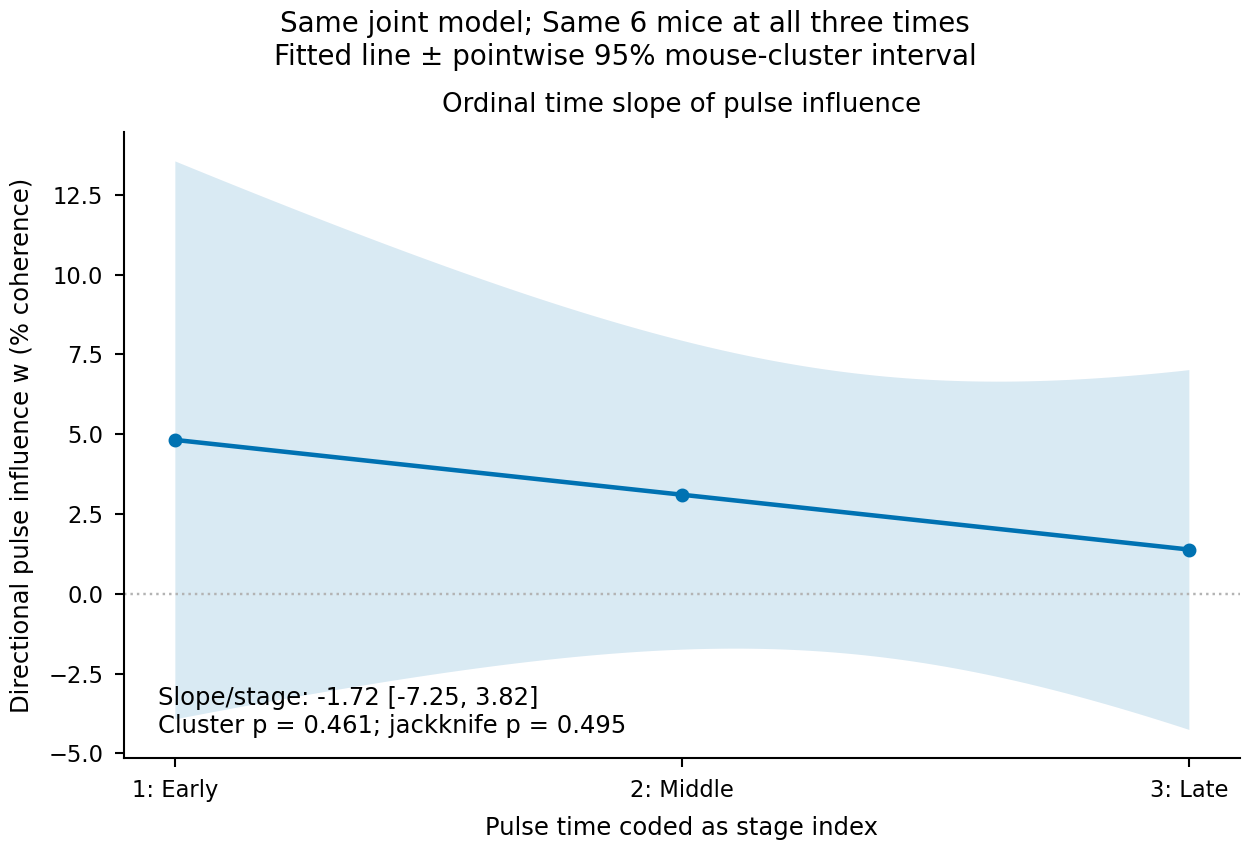 Same joint model; Same 6 mice at all three times
Fitted line ± pointwise 95% mouse-cluster interval
Ordinal time slope of pulse influence
Directional pulse influence w (% coherence)
12.5
10.0
7.5
5.0
2.5
0.0
−2.5
−5.0
Slope/stage: -1.72 [-7.25, 3.82]
Cluster p = 0.461; jackknife p = 0.495
1: Early
2: Middle
3: Late
Pulse time coded as stage index